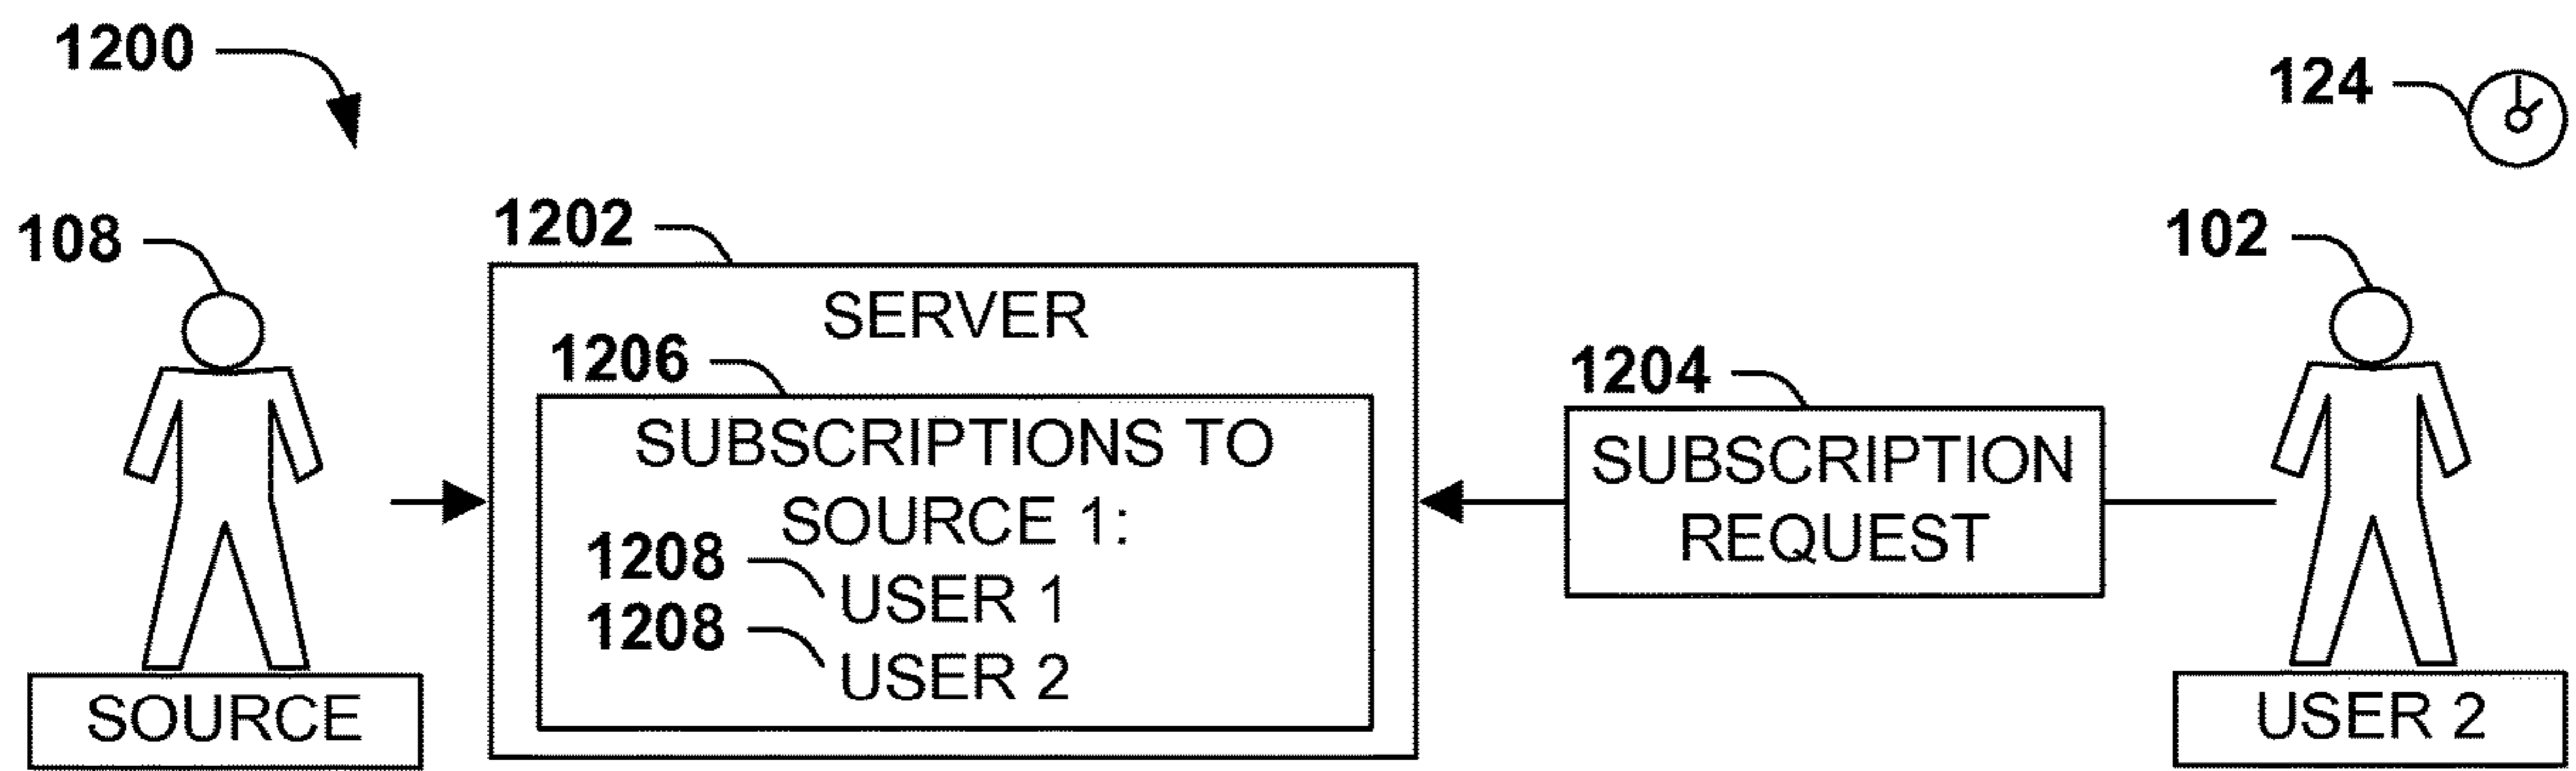 1200
124
108
1202
102
SERVER
1206
1204
SUBSCRIPTIONS TO
SOURCE 1:
1208
USER 1
1208
USER 2
SUBSCRIPTION
REQUEST
SOURCE
USER 2